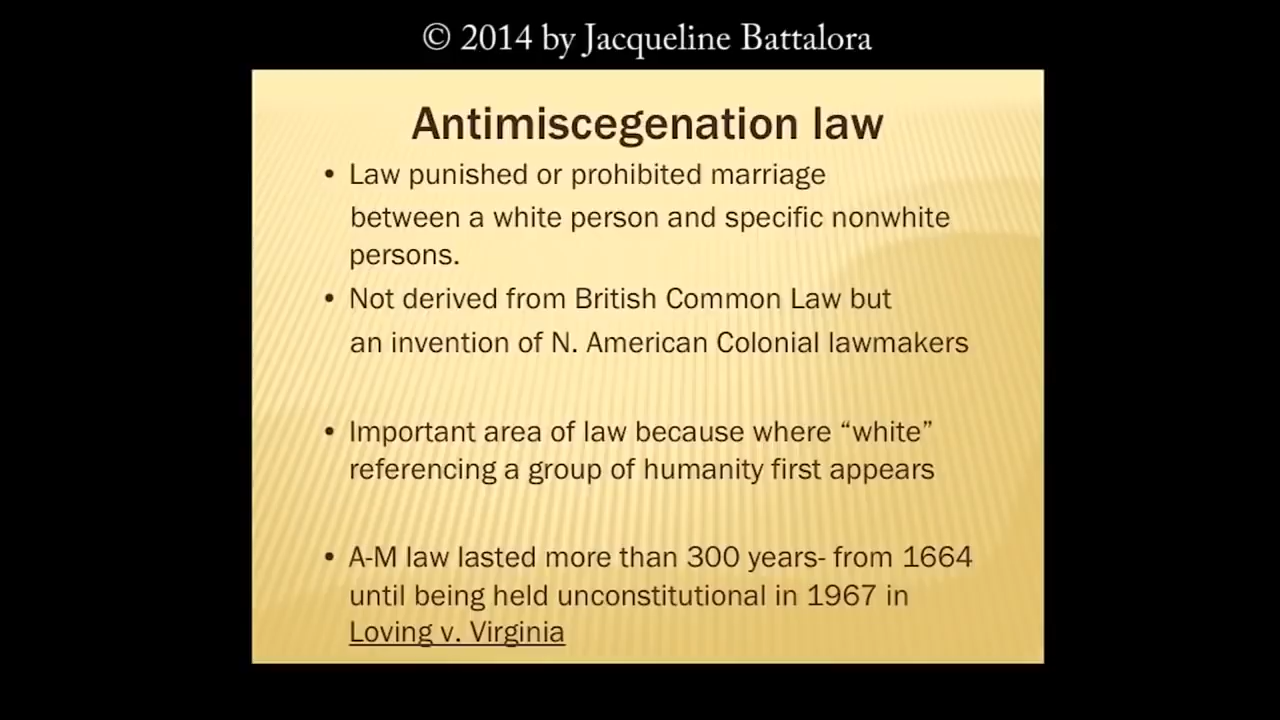 © 2014 by Jacqueline Battalora
Antimiscegenation law
• Law punished or prohibited marriage
between a white person and specific nonwhite
persons.
• Not derived from British Common Law but
an invention of N. American Colonial lawmakers
• Important area of law because where “white”
referencing a group of humanity first appears
• A-M law lasted more than 300 years- from 1664
until being held unconstitutional in 1967 in
Loving v. Virginia